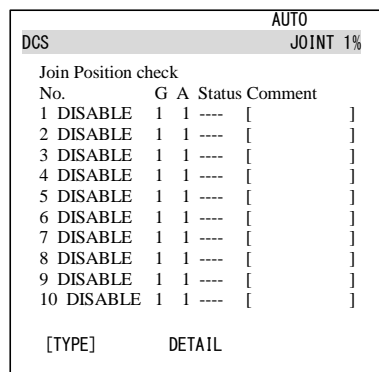 AUTO
DCS JOINT 1%
Join Position check
No. G A Status Comment
1 DISABLE 1 1 ---- [ ]
2 DISABLE 1 1 ---- [ ]
3 DISABLE 1 1 ---- [ ]
4 DISABLE 1 1 ---- [ ]
5 DISABLE 1 1 ---- [ ]
6 DISABLE 1 1 ---- [ ]
7 DISABLE 1 1 ---- [ ]
8 DISABLE 1 1 ---- [ ]
9 DISABLE 1 1 ---- [ ]
10 DISABLE 1 1 ---- [ ]
[TYPE] DETAIL